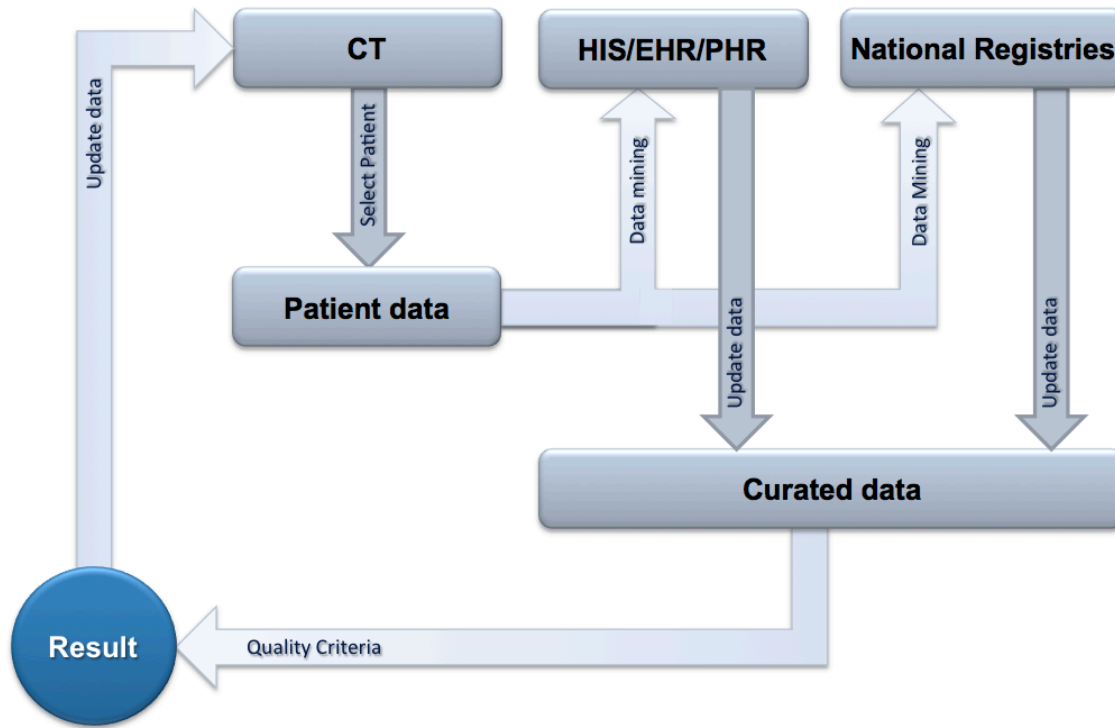 CT
HIS/EHR/PHR
National Registries
Update data
Select Patient
Data mining
Data Mining
Patient data
Update data
Update data
Curated data
Result
Quality Criteria